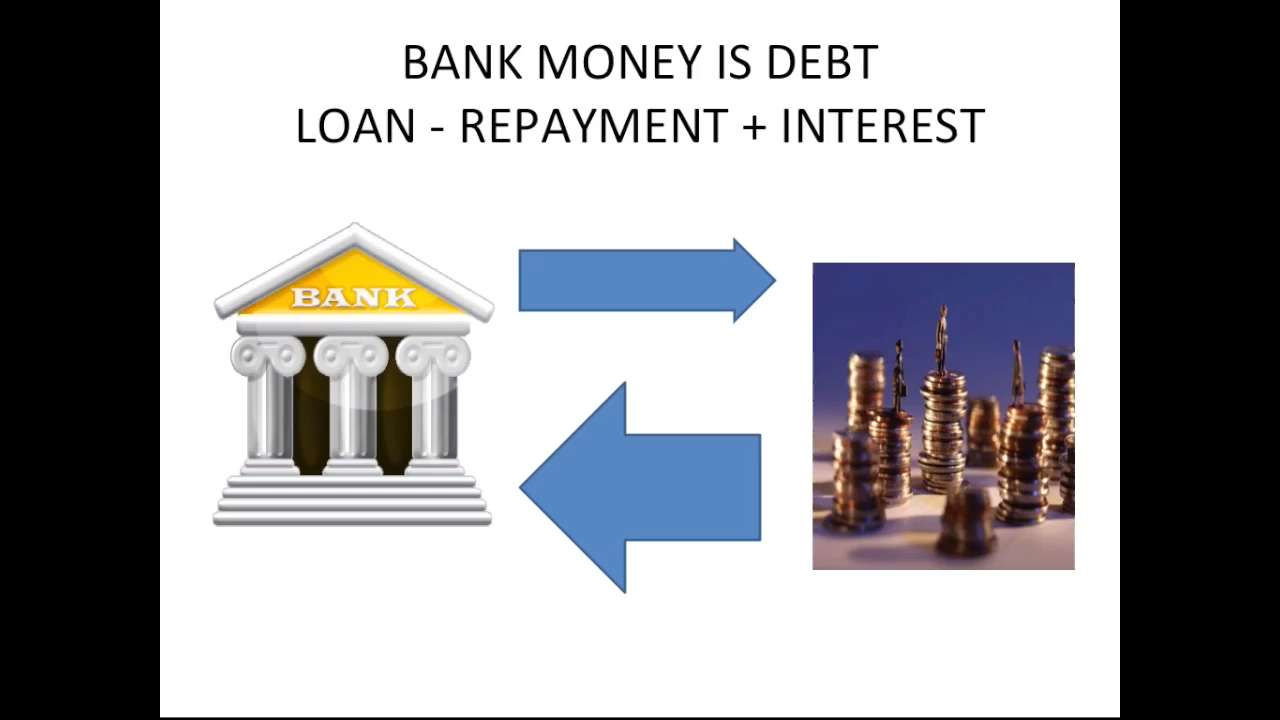 BANK MONEY IS DEBT
LOAN - REPAYMENT + INTEREST
BANK